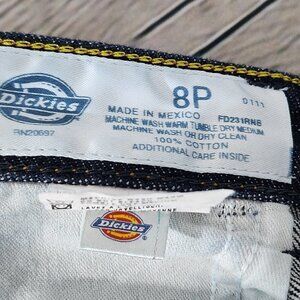 Dickies
RN20697
8P
0111
MADE IN MEXICO
FD231RNB
MACHINE WASH WARM TUMBLE DRY MEDIUM
MACHINE WASH OR DRY CLEAN
100% COTTON
ADDITIONAL CARE INSIDE
Dickies